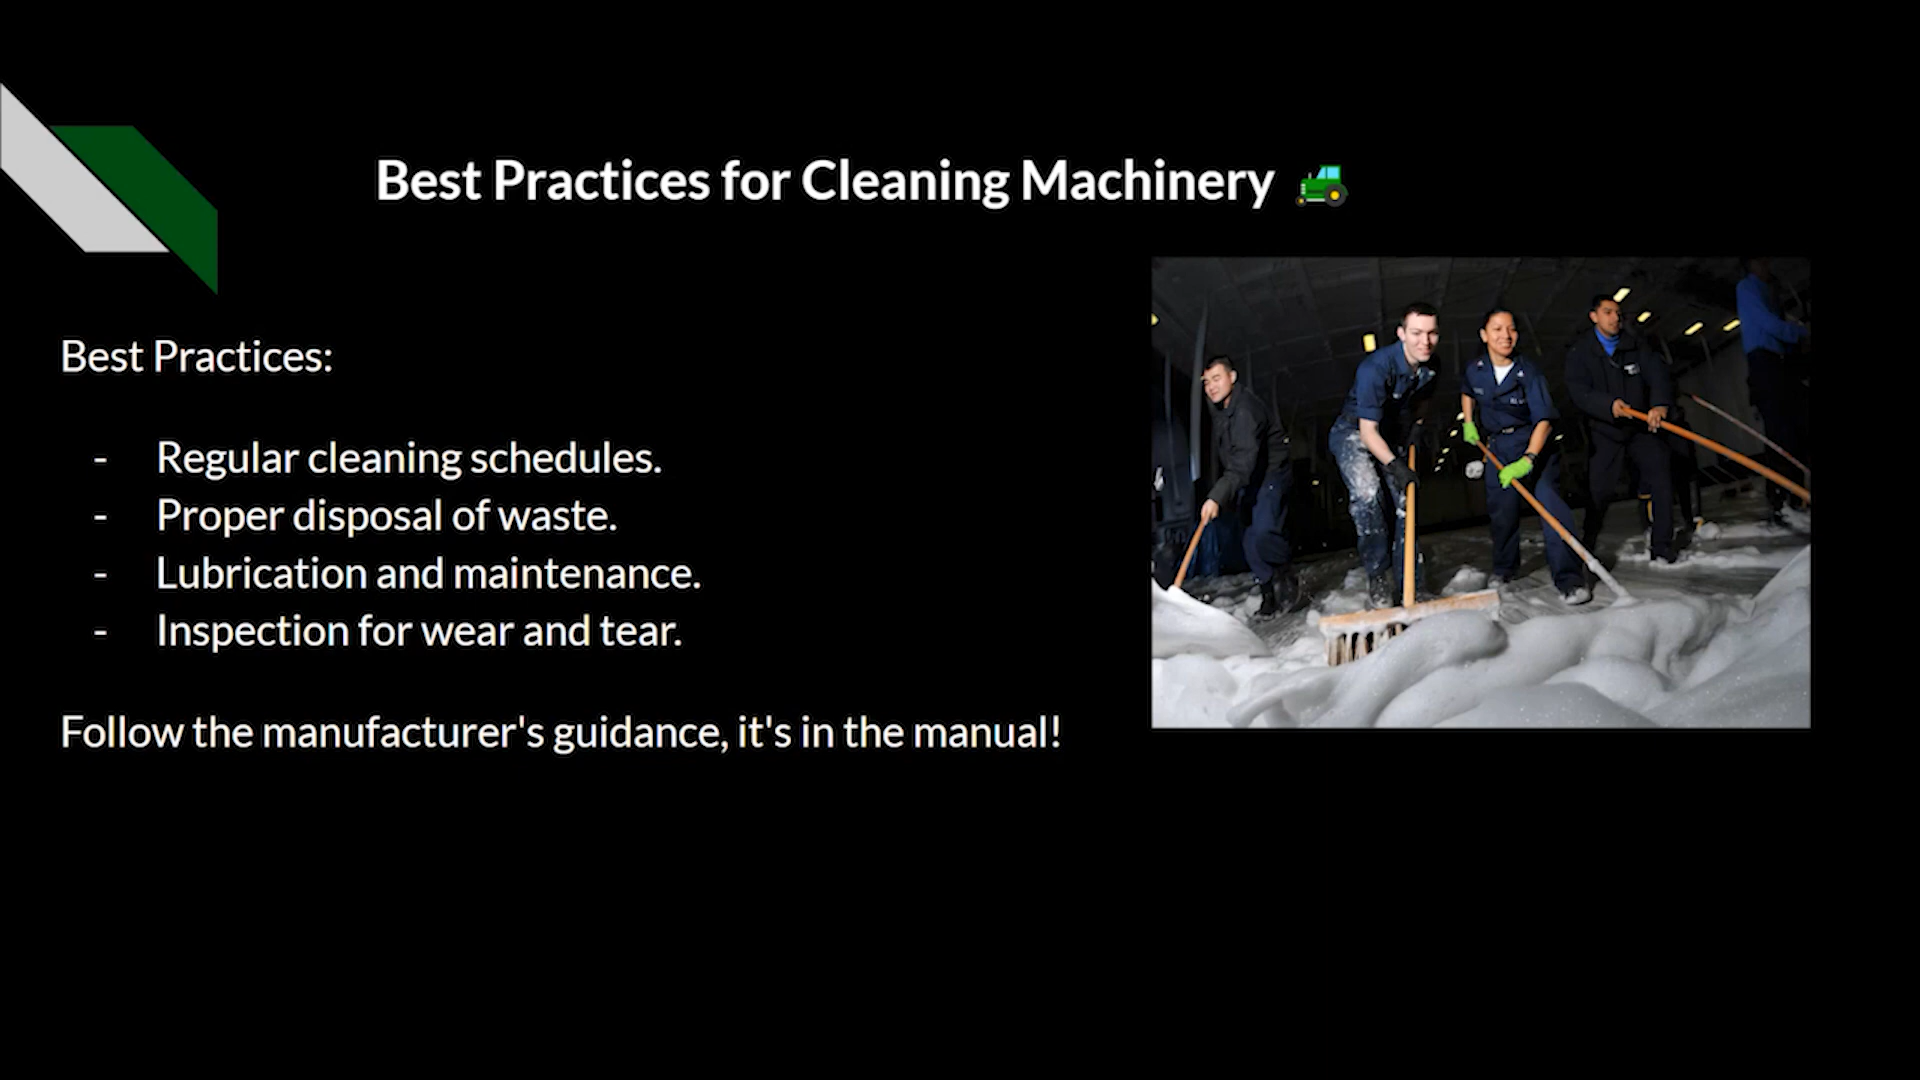 Best Practices for Cleaning Machinery 🚜
Best Practices:
- Regular cleaning schedules.
- Proper disposal of waste.
- Lubrication and maintenance.
- Inspection for wear and tear.
Follow the manufacturer's guidance, it's in the manual!